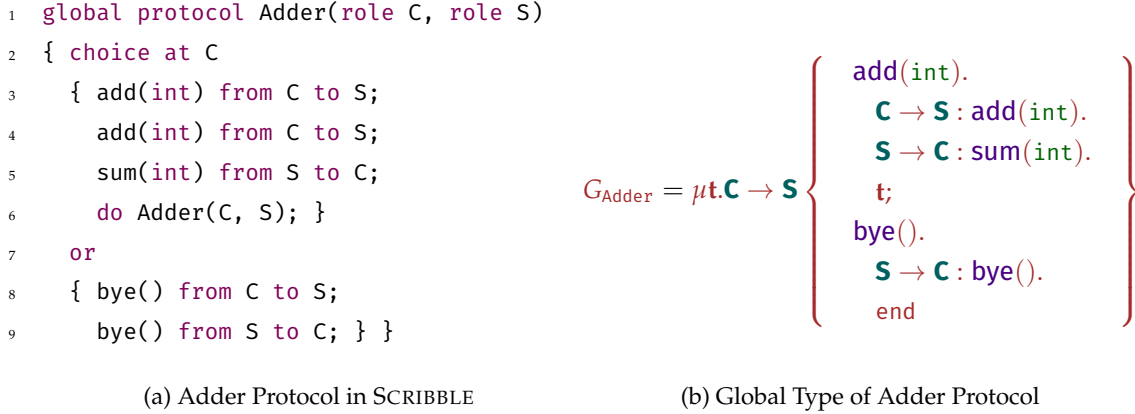 1 global protocol Adder(role C, role S)
2 { choice at C
3 { add(int) from C to S;
4 add(int) from C to S;
5 sum(int) from S to C;
6 do Adder(C, S); }
7 or
8 { bye() from C to S;
9 bye() from S to C; } }
(a) Adder Protocol in SCRIBBLE
add(int).
C → S : add(int).
S → C : sum(int).
G_Adder = μt.C → S {
t;
bye().
S → C : bye().
end }
(b) Global Type of Adder Protocol